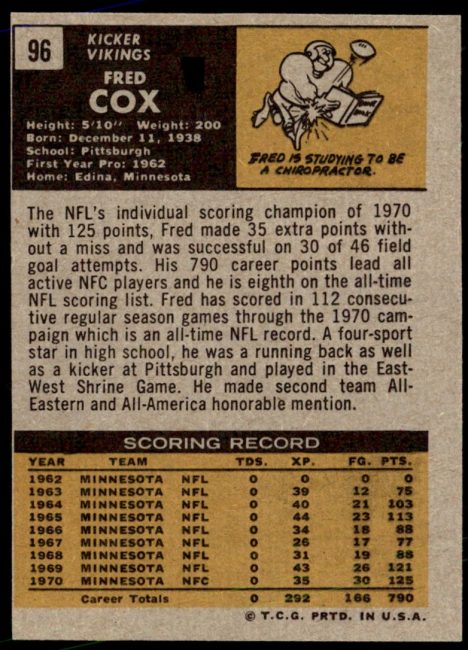 96
KICKER
VIKINGS
FRED
COX
Height: 5'10" Weight: 200
Born: December 11, 1938
School: Pittsburgh
First Year Pro: 1962
Home: Edina, Minnesota
FRED IS STUDYING TO BE
A CHIROPRACTOR.
The NFL's individual scoring champion of 1970
with 125 points, Fred made 35 extra points with-
out a miss and was successful on 30 of 46 field
goal attempts. His 790 career points lead all
active NFC players and he is eighth on the all-time
NFL scoring list. Fred has scored in 112 consecu-
tive regular season games through the 1970 cam-
paign which is an all-time NFL record. A four-sport
star in high school, he was a running back as well
as a kicker at Pittsburgh and played in the East-
West Shrine Game. He made second team All-
Eastern and All-America honorable mention.
SCORING RECORD
YEAR TEAM TDS. XP. FG. PTS.
1962 MINNESOTA NFL 0 0 0 0
1963 MINNESOTA NFL 0 39 12 75
1964 MINNESOTA NFL 0 40 21 103
1965 MINNESOTA NFL 0 44 23 113
1966 MINNESOTA NFL 0 34 18 88
1967 MINNESOTA NFL 0 26 17 77
1968 MINNESOTA NFL 0 31 19 88
1969 MINNESOTA NFL 0 43 26 121
1970 MINNESOTA NFC 0 35 30 125
Career Totals 0 292 166 790
© T.C.G. PRTD. IN U.S.A.